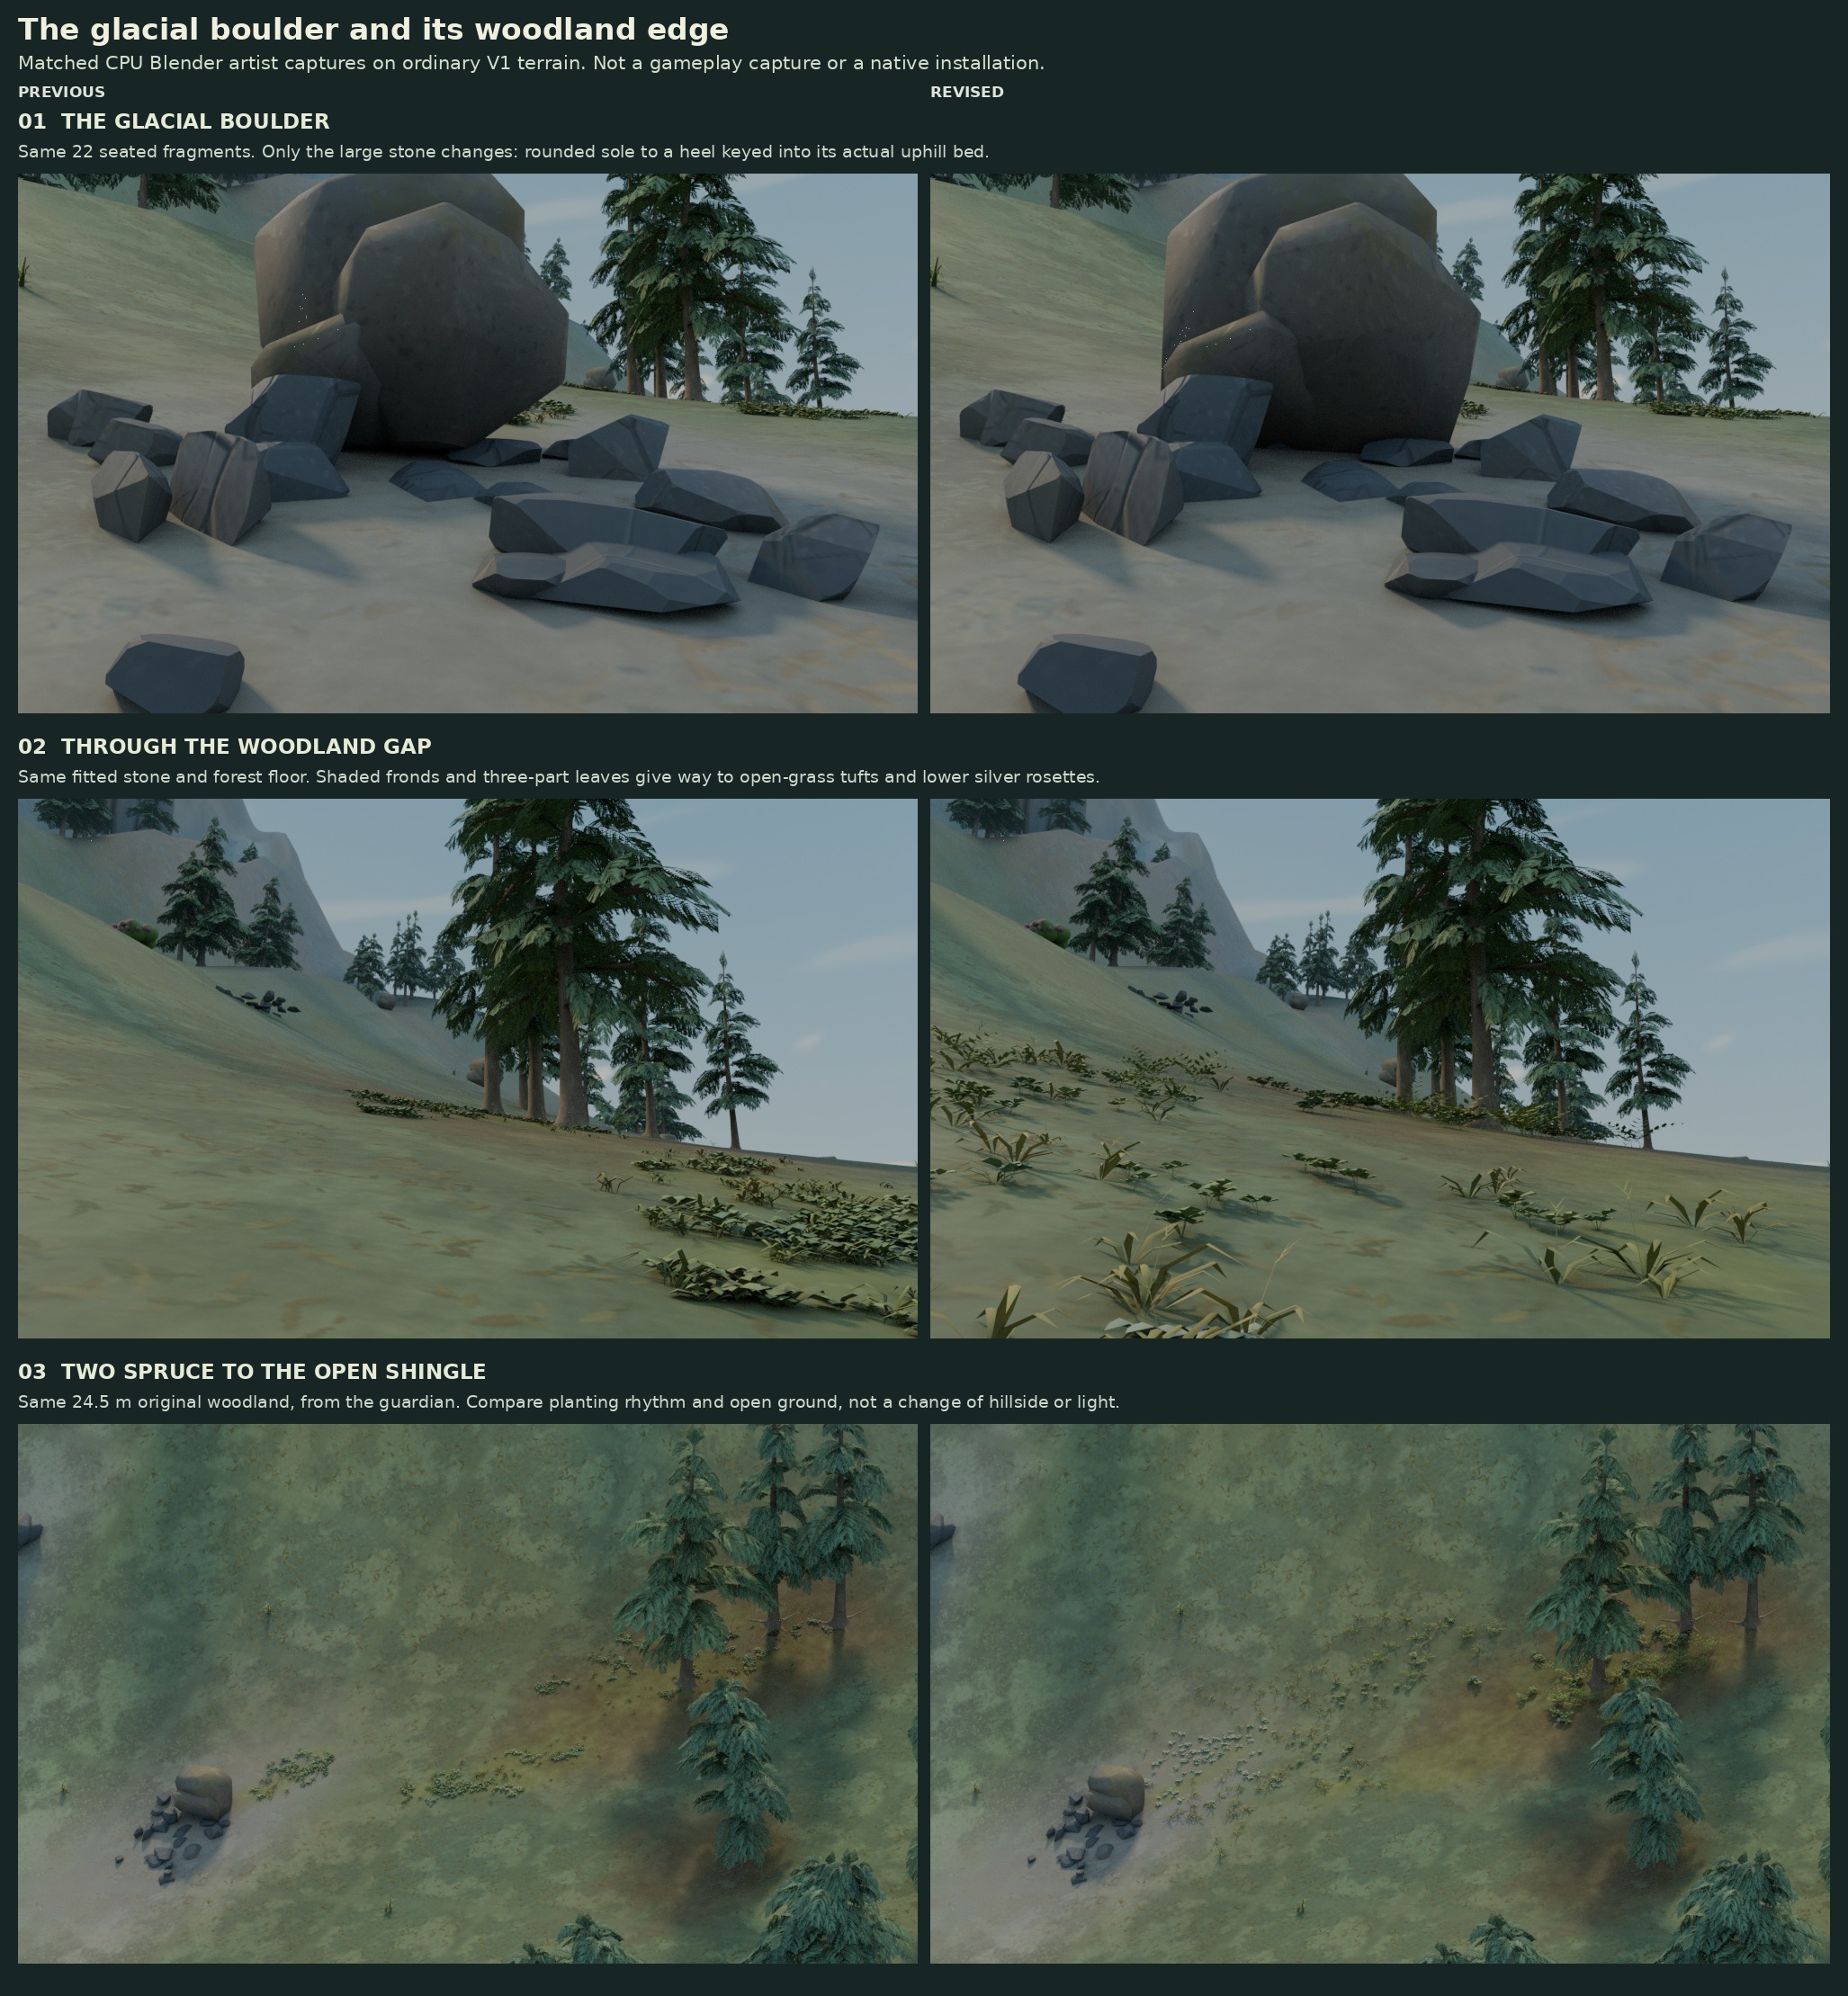 The glacial boulder and its woodland edge
Matched CPU Blender artist captures on ordinary V1 terrain. Not a gameplay capture or a native installation.
PREVIOUS
REVISED
01 THE GLACIAL BOULDER
Same 22 seated fragments. Only the large stone changes: rounded sole to a heel keyed into its actual uphill bed.
02 THROUGH THE WOODLAND GAP
Same fitted stone and forest floor. Shaded fronds and three-part leaves give way to open-grass tufts and lower silver rosettes.
03 TWO SPRUCE TO THE OPEN SHINGLE
Same 24.5 m original woodland, from the guardian. Compare planting rhythm and open ground, not a change of hillside or light.